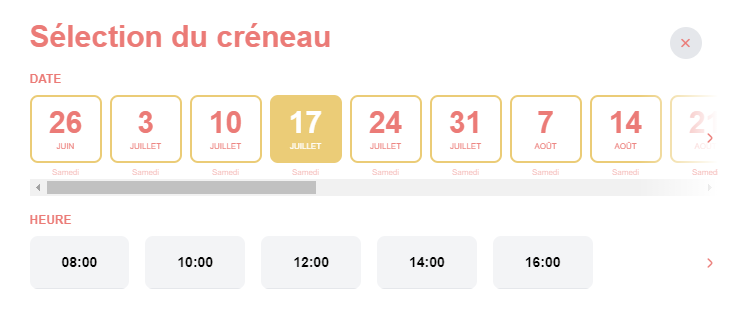 Sélection du créneau
DATE
26 3 10 17 24 31 7 14 21
JUIN JUILLET JUILLET JUILLET JUILLET JUILLET AOÛT AOÛT
Samedi Samedi Samedi Samedi Samedi Samedi Samedi Samedi Samedi
HEURE
08:00 10:00 12:00 14:00 16:00